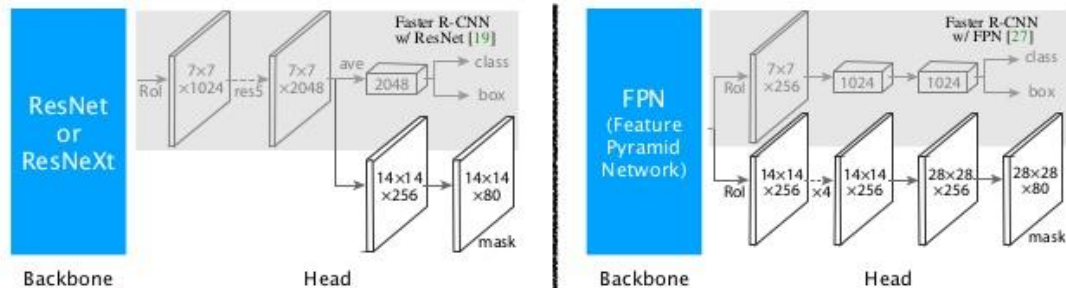 Faster R-CNN
w/ ResNet [19]
ResNet
or
ResNeXt
RoI
7×7
×1024
res5
7×7
×2048
ave
2048
class
box
14×14
×256
14×14
×80
mask
Backbone
Head
Faster R-CNN
w/ FPN [27]
FPN
(Feature
Pyramid
Network)
RoI
7×7
×256
1024
1024
class
box
RoI
14×14
×256
×4
14×14
×256
28×28
×256
28×28
×80
mask
Backbone
Head